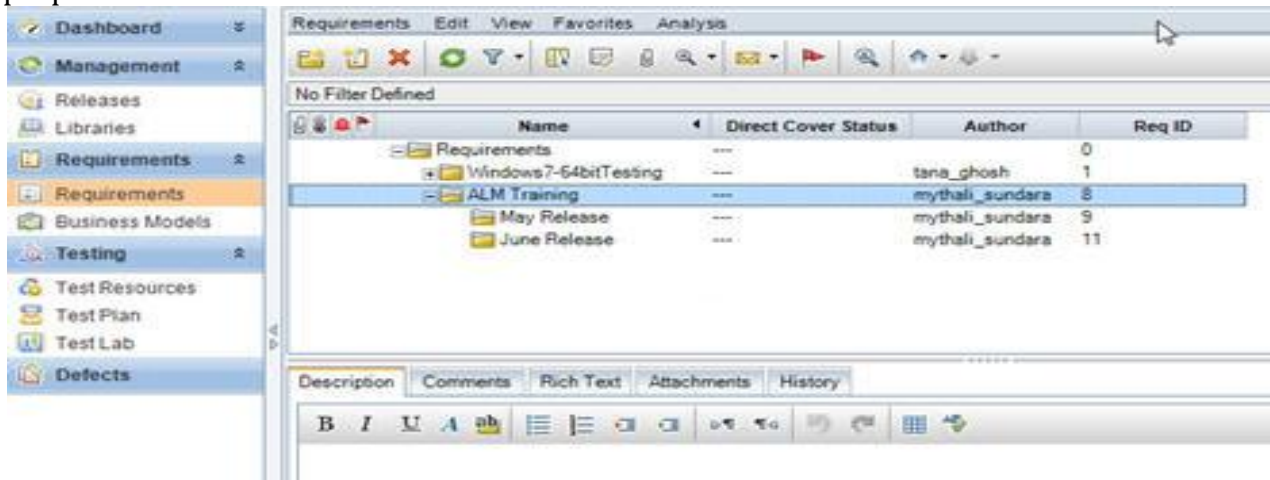 Dashboard
Management
Releases
Libraries
Requirements
Requirements
Business Models
Testing
Test Resources
Test Plan
Test Lab
Defects
Requirements Edit View Favorites Analysis
No Filter Defined
Name Direct Cover Status Author Req ID
Requirements --- 0
Windows7-64bitTesting --- tana_ghosh 1
ALM Training --- mythali_sundara 8
May Release --- mythali_sundara 9
June Release --- mythali_sundara 11
Description Comments Rich Text Attachments History
B I U A ab